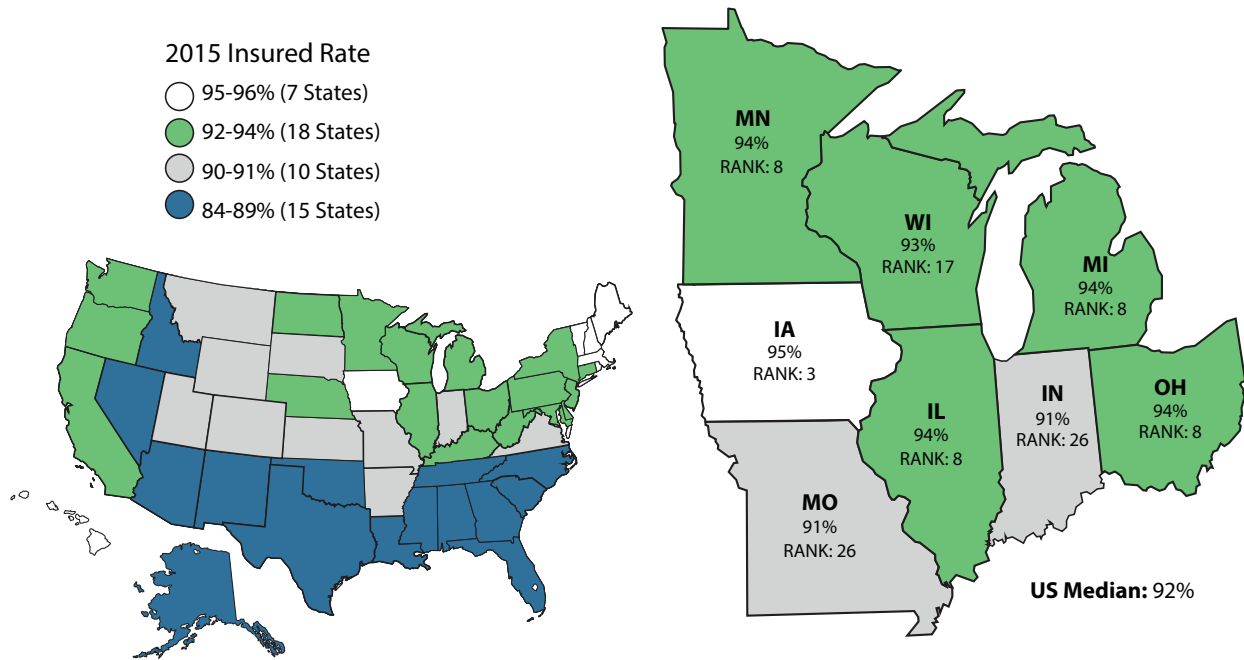 2015 Insured Rate
95-96% (7 States)
92-94% (18 States)
90-91% (10 States)
84-89% (15 States)
MN
94%
RANK: 8
WI
93%
RANK: 17
MI
94%
RANK: 8
IA
95%
RANK: 3
IL
94%
RANK: 8
IN
91%
RANK: 26
OH
94%
RANK: 8
MO
91%
RANK: 26
US Median: 92%